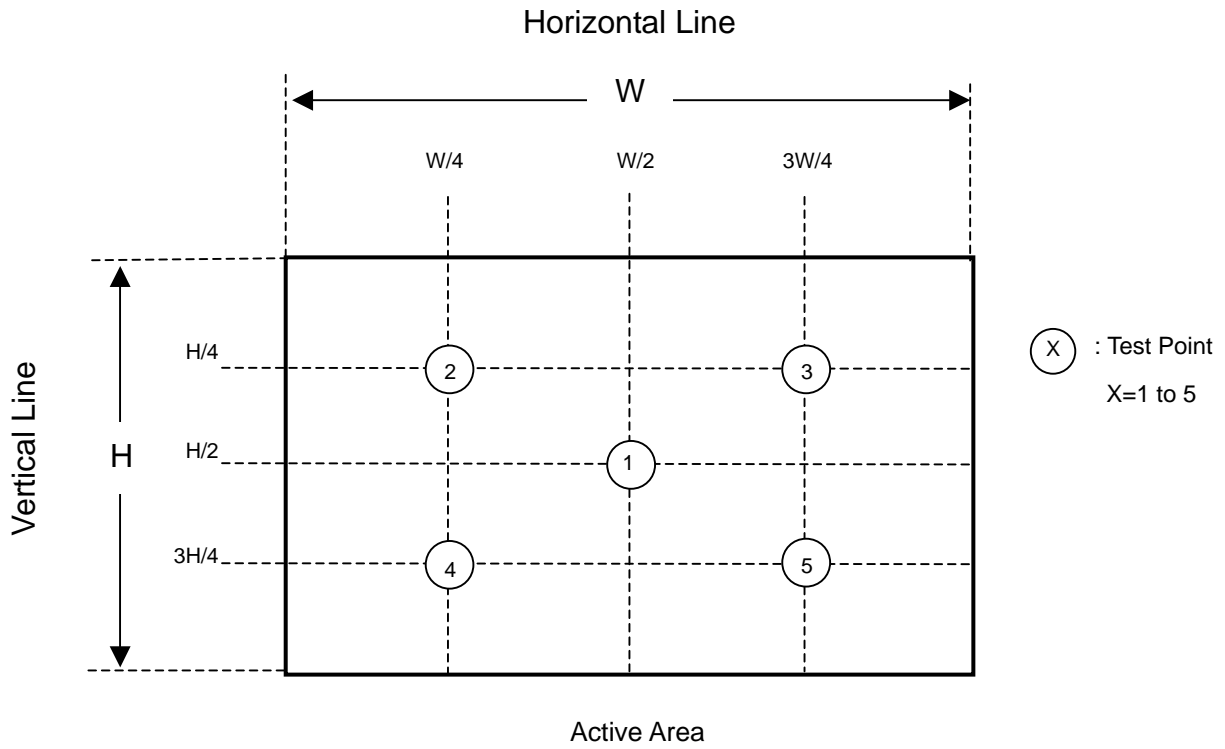 Horizontal Line
W
W/4 W/2 3W/4
H/4
2 3
X : Test Point
X=1 to 5
Vertical Line
H
H/2
1
3H/4
4 5
Active Area